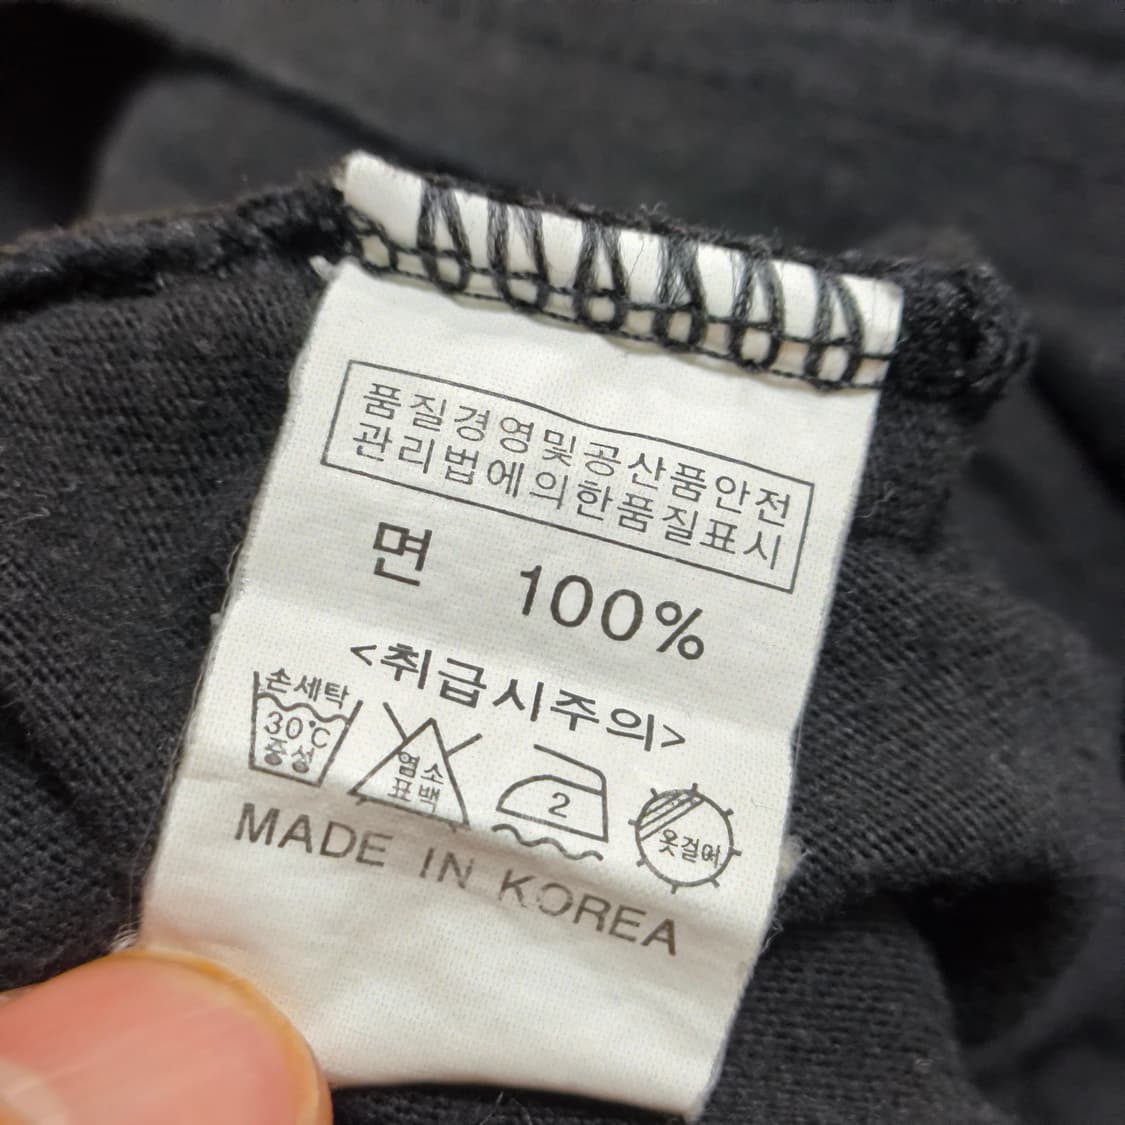 품질경영및공산품안전
관리법에의한품질표시
면 100%
<취급시주의>
손세탁
30℃
중성
염소
표백
2
옷걸이
MADE IN KOREA